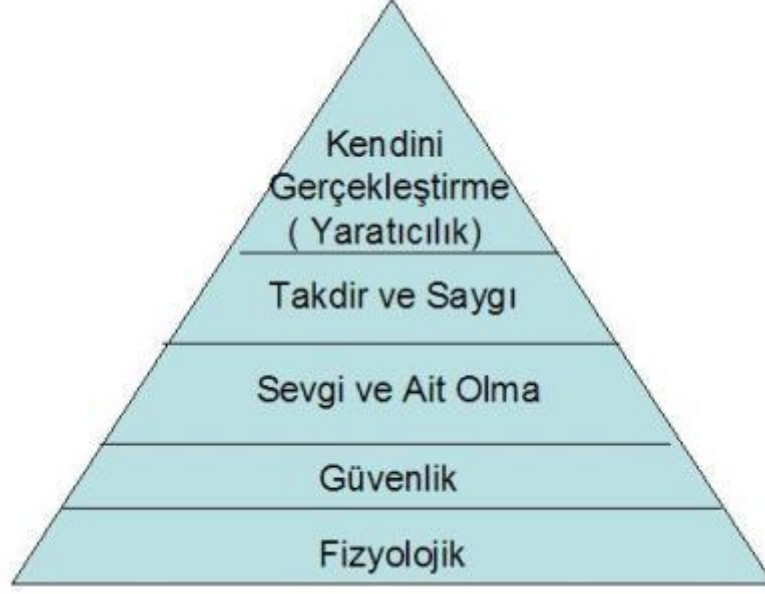 Kendini
Gerçekleştirme
( Yaratıcılık)
Takdir ve Saygı
Sevgi ve Ait Olma
Güvenlik
Fizyolojik